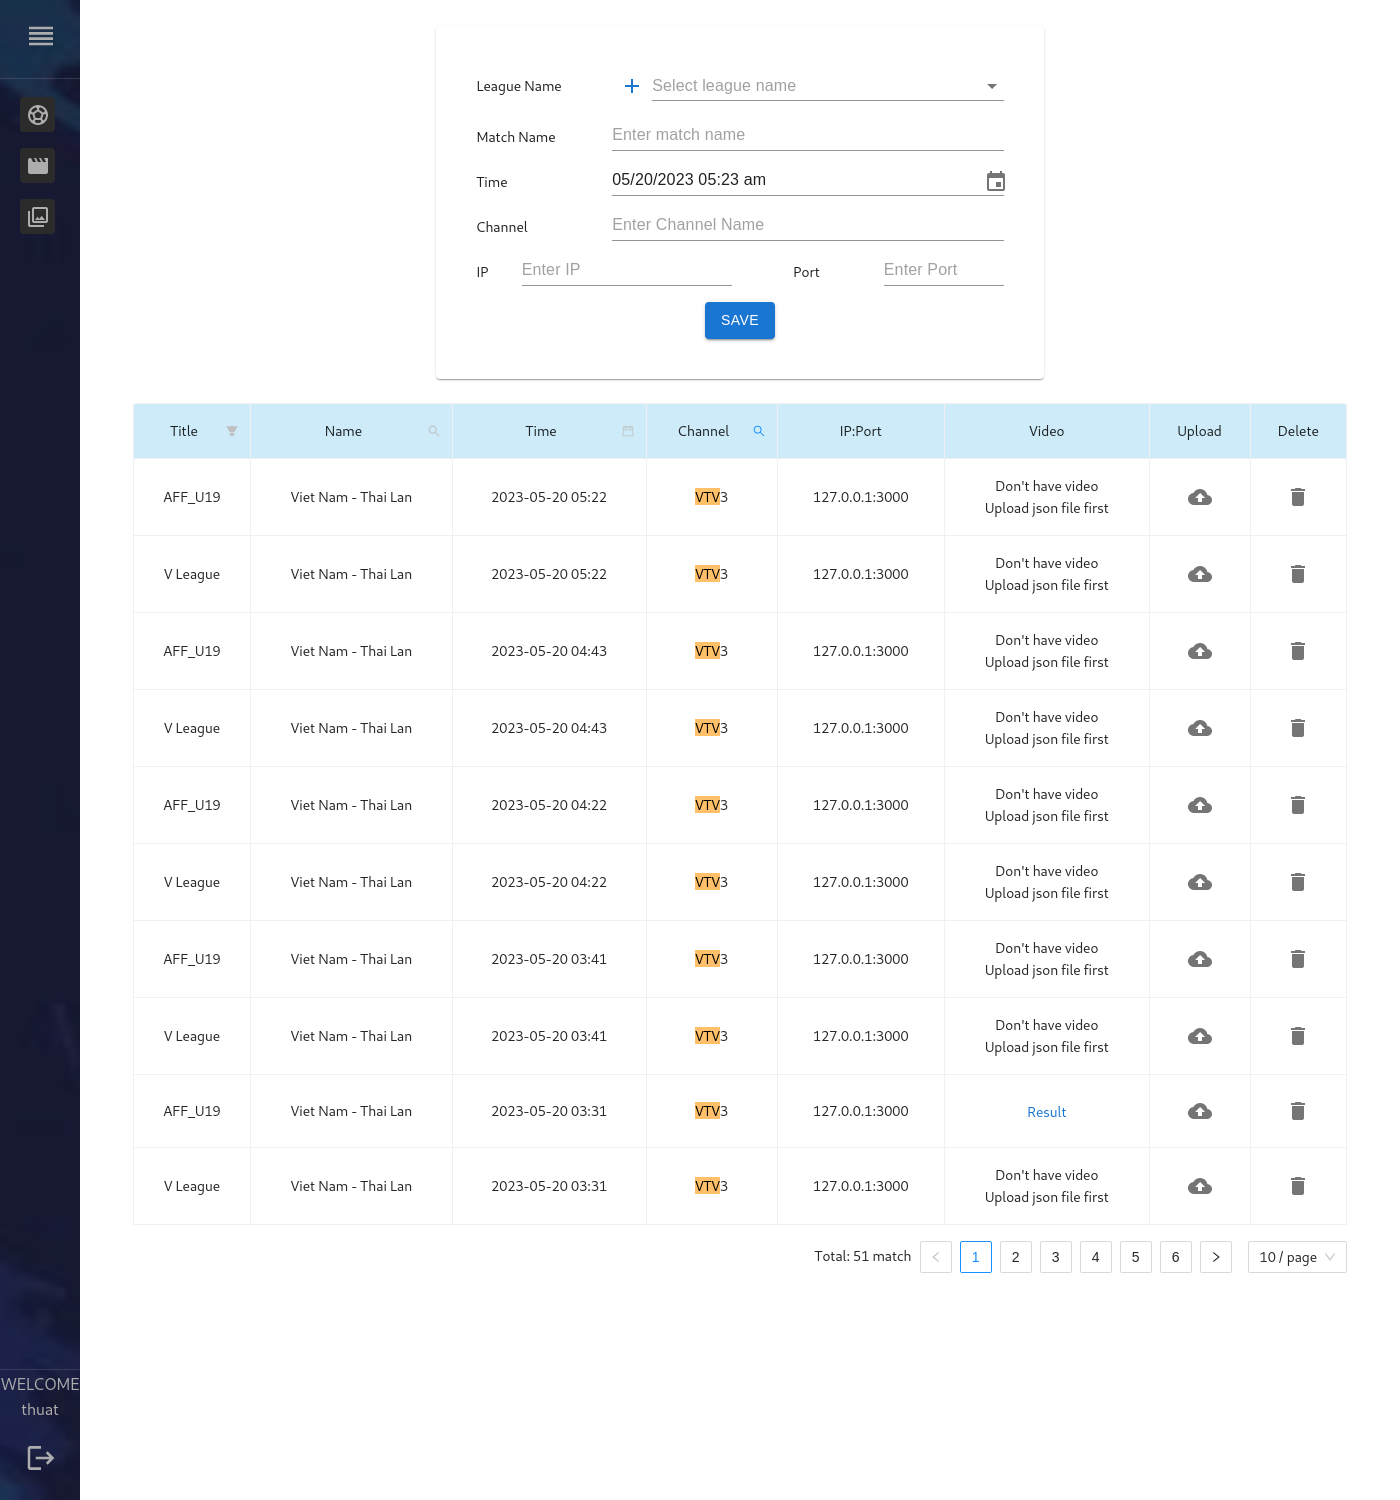 League Name Select league name
Match Name Enter match name
Time 05/20/2023 05:23 am
Channel Enter Channel Name
IP Enter IP Port Enter Port
SAVE
Title Name Time Channel IP:Port Video Upload Delete
AFF_U19 Viet Nam - Thai Lan 2023-05-20 05:22 VTV3 127.0.0.1:3000 Don't have video
Upload json file first
V League Viet Nam - Thai Lan 2023-05-20 05:22 VTV3 127.0.0.1:3000 Don't have video
Upload json file first
AFF_U19 Viet Nam - Thai Lan 2023-05-20 04:43 VTV3 127.0.0.1:3000 Don't have video
Upload json file first
V League Viet Nam - Thai Lan 2023-05-20 04:43 VTV3 127.0.0.1:3000 Don't have video
Upload json file first
AFF_U19 Viet Nam - Thai Lan 2023-05-20 04:22 VTV3 127.0.0.1:3000 Don't have video
Upload json file first
V League Viet Nam - Thai Lan 2023-05-20 04:22 VTV3 127.0.0.1:3000 Don't have video
Upload json file first
AFF_U19 Viet Nam - Thai Lan 2023-05-20 03:41 VTV3 127.0.0.1:3000 Don't have video
Upload json file first
V League Viet Nam - Thai Lan 2023-05-20 03:41 VTV3 127.0.0.1:3000 Don't have video
Upload json file first
AFF_U19 Viet Nam - Thai Lan 2023-05-20 03:31 VTV3 127.0.0.1:3000 Result
V League Viet Nam - Thai Lan 2023-05-20 03:31 VTV3 127.0.0.1:3000 Don't have video
Upload json file first
Total: 51 match 1 2 3 4 5 6 10 / page
WELCOME
thuat